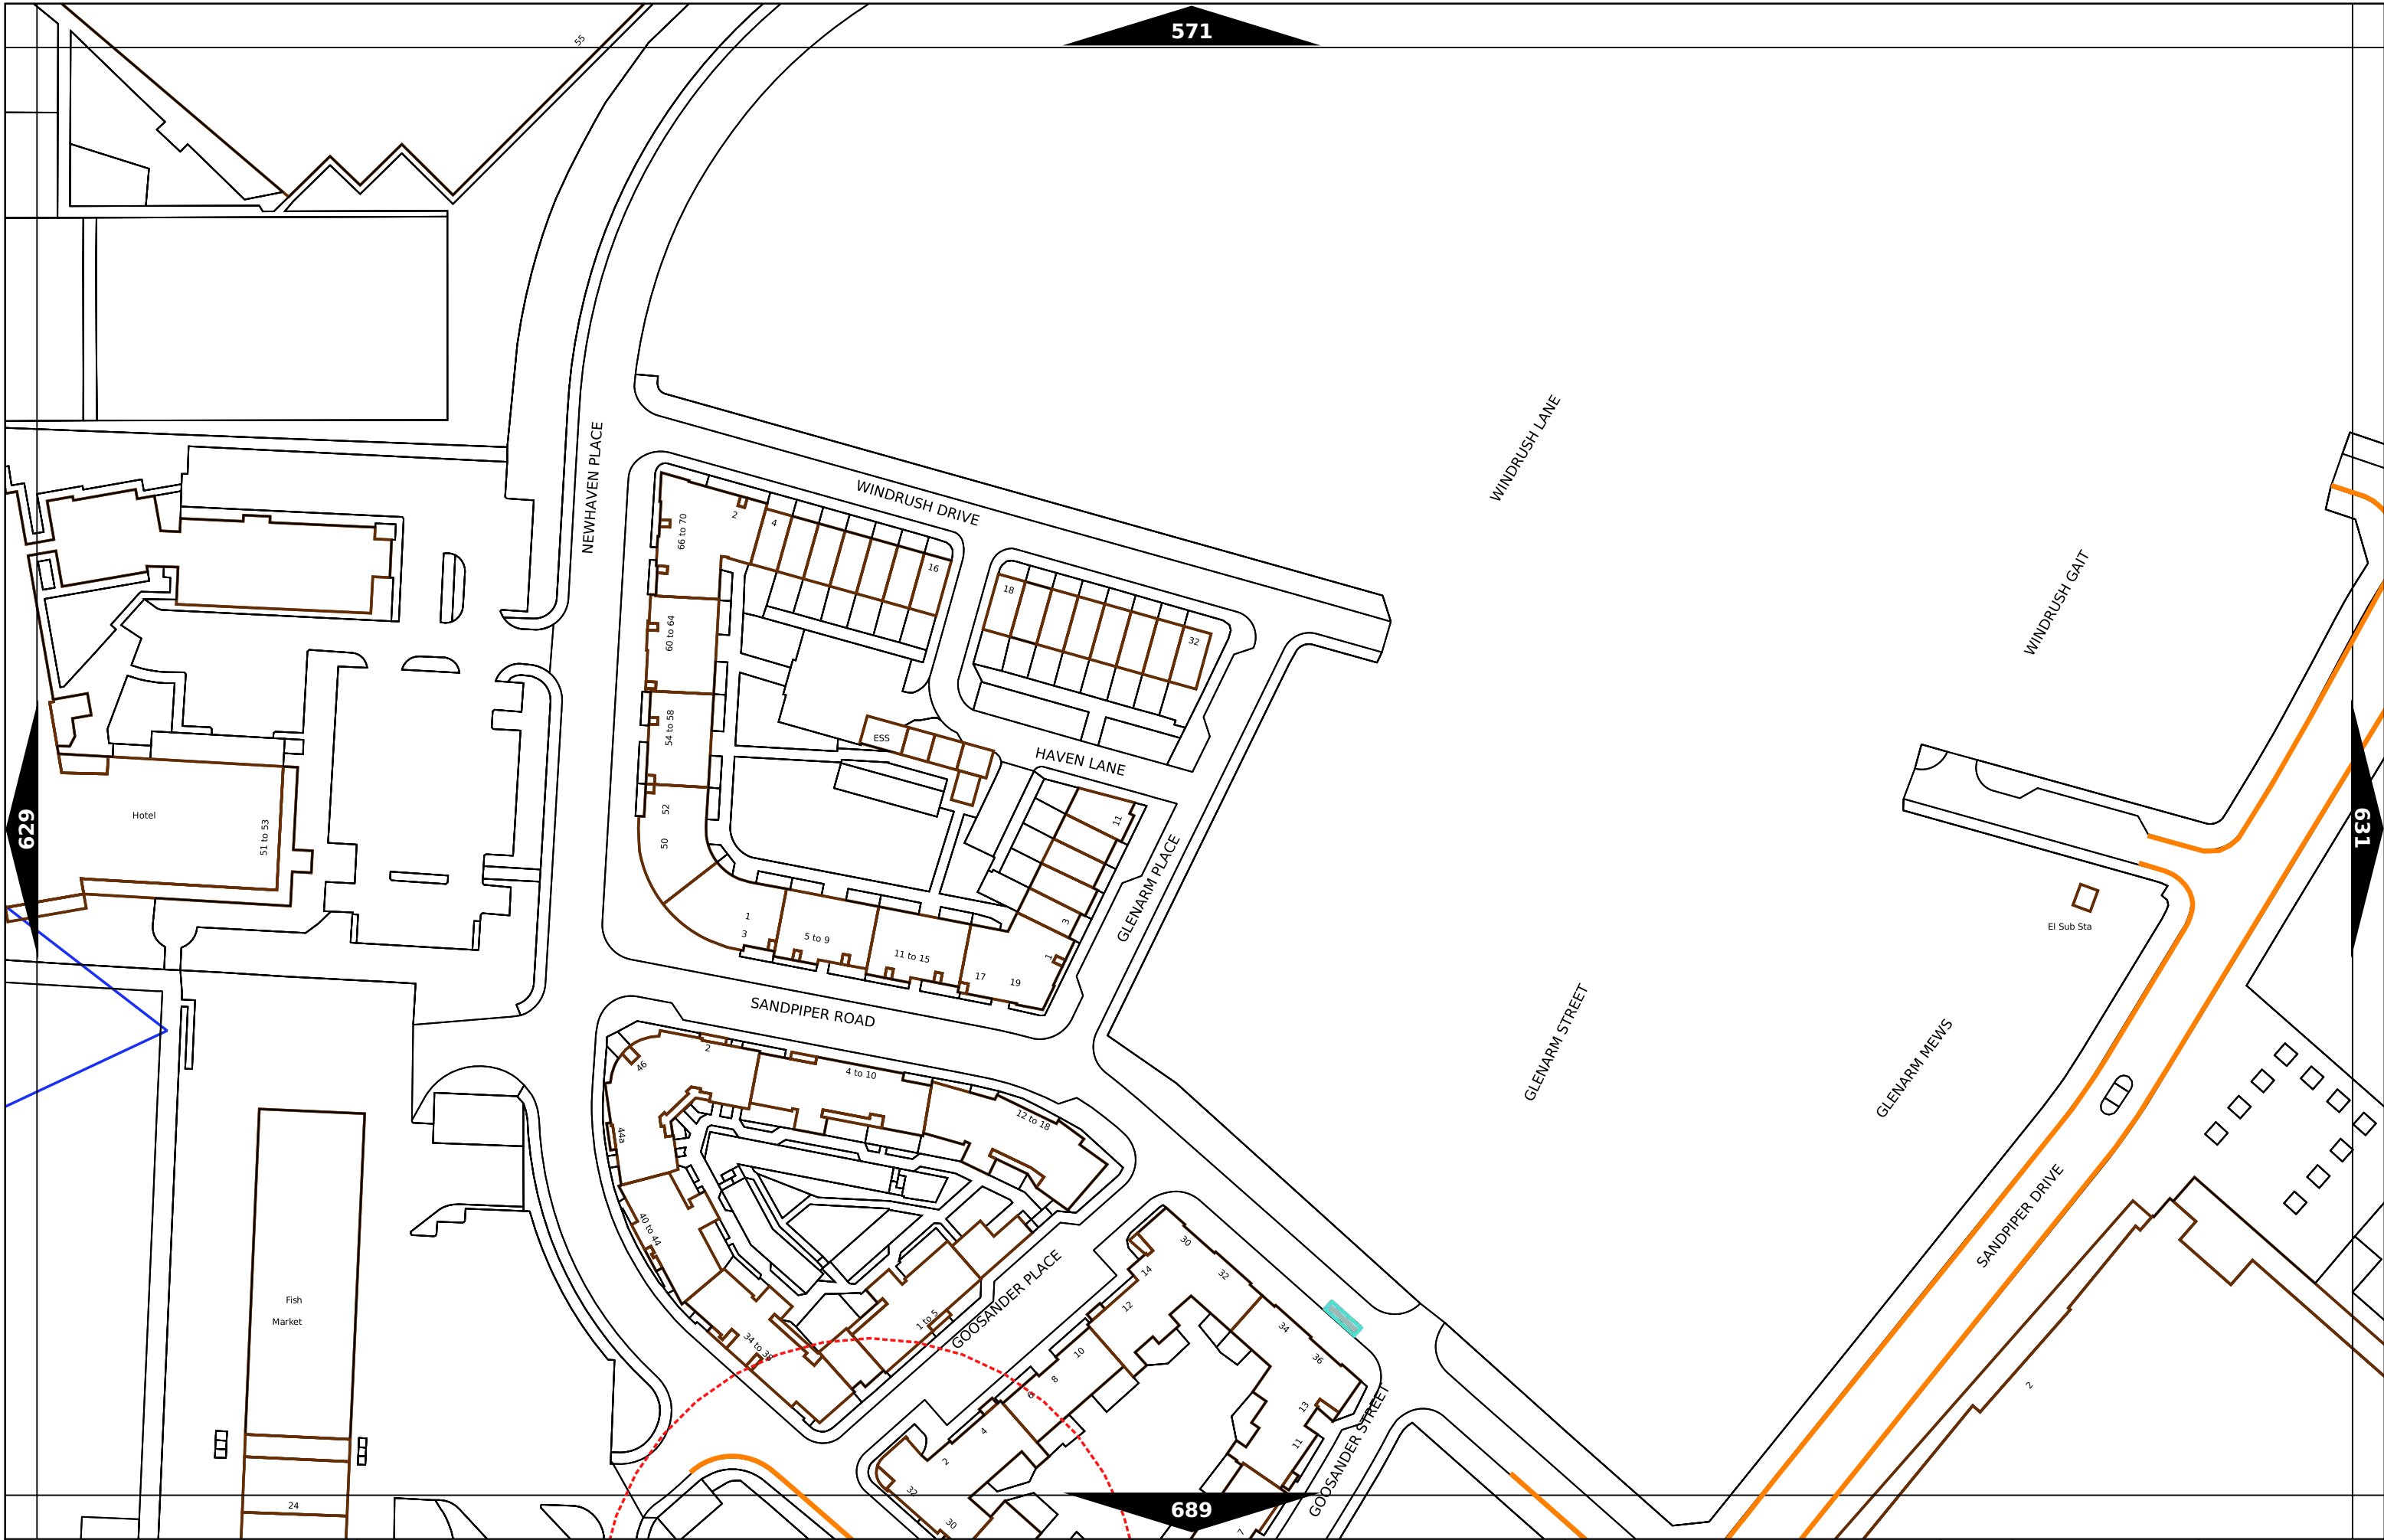 571
55
NEWHAVEN PLACE
WINDRUSH DRIVE
WINDRUSH LANE
WINDRUSH GAIT
66 to 70
2
4
16
18
32
60 to 64
54 to 58
ESS
HAVEN LANE
52
50
11
3
1
GLENARM PLACE
Hotel
51 to 53
629
631
1
3
5 to 9
11 to 15
17
19
El Sub Sta
SANDPIPER ROAD
GLENARM STREET
GLENARM MEWS
46
2
4 to 10
12 to 18
44a
40 to 44
34 to 38
1 to 5
GOOSANDER PLACE
SANDPIPER DRIVE
30
32
34
36
14
12
10
8
6
4
2
13
11
7
GOOSANDER STREET
32
30
2
Fish
Market
24
689